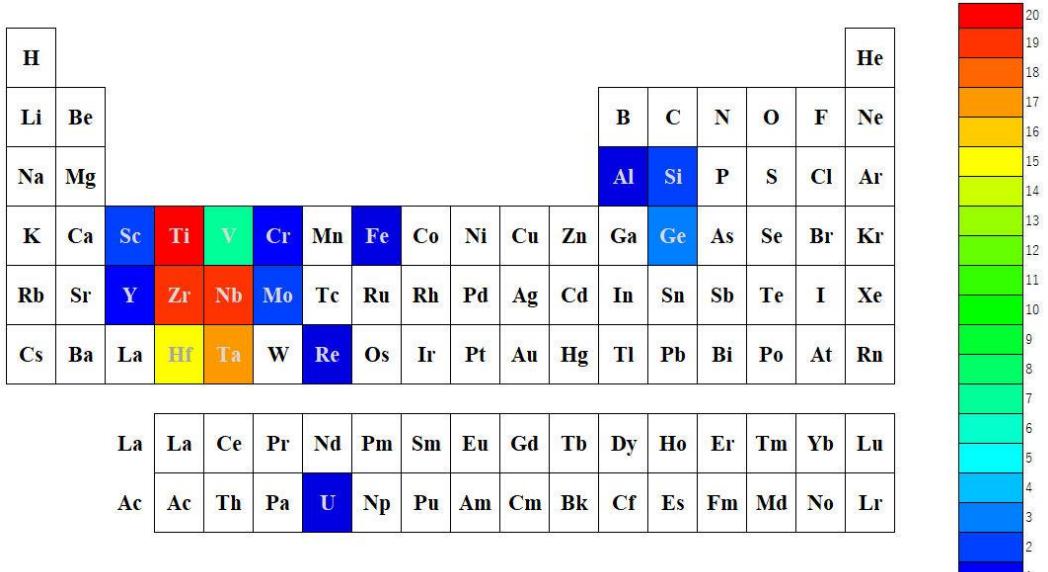 H He
Li Be B C N O F Ne
Na Mg Al Si P S Cl Ar
K Ca Sc Ti V Cr Mn Fe Co Ni Cu Zn Ga Ge As Se Br Kr
Rb Sr Y Zr Nb Mo Tc Ru Rh Pd Ag Cd In Sn Sb Te I Xe
Cs Ba La Hf Ta W Re Os Ir Pt Au Hg Tl Pb Bi Po At Rn
La La Ce Pr Nd Pm Sm Eu Gd Tb Dy Ho Er Tm Yb Lu
Ac Ac Th Pa U Np Pu Am Cm Bk Cf Es Fm Md No Lr
20
19
18
17
16
15
14
13
12
11
10
9
8
7
6
5
4
3
2